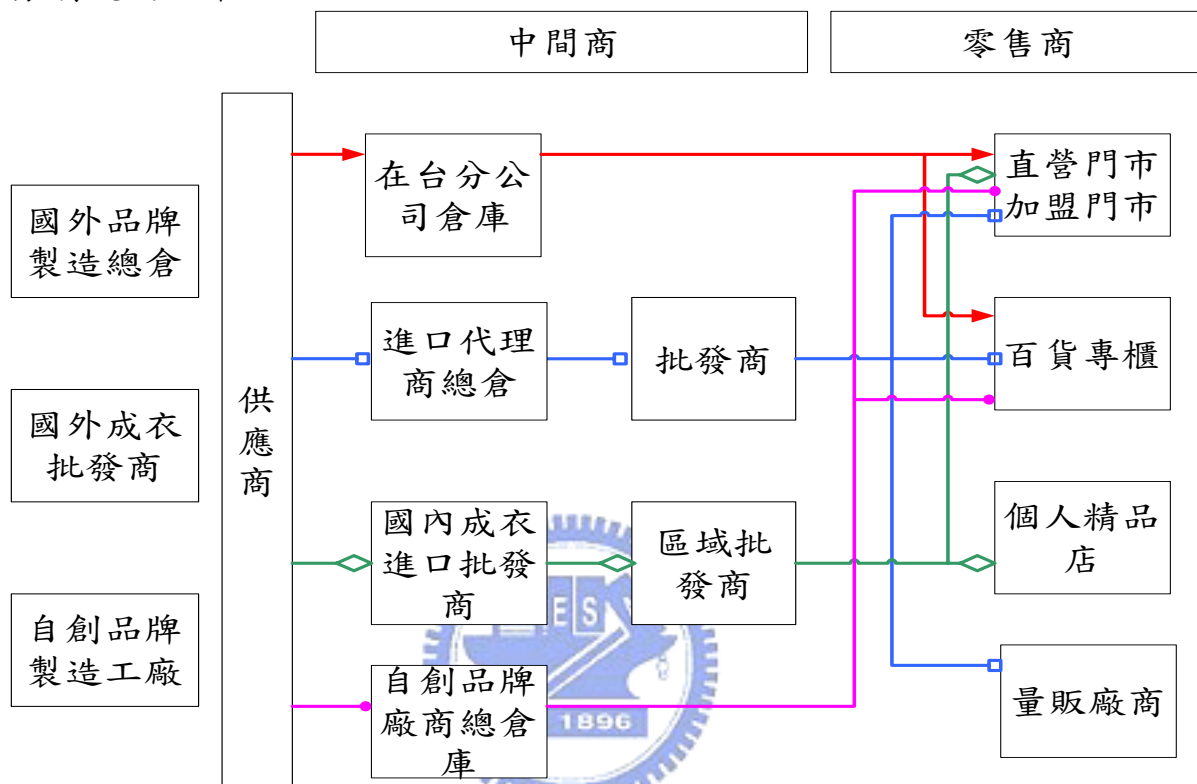 中間商
零售商
在台分公
司倉庫
直營門市
加盟門市
國外品牌
製造總倉
進口代理
商總倉
批發商
百貨專櫃
供
應
商
國外成衣
批發商
國內成衣
進口批發
商
區域批
發商
個人精品
店
自創品牌
製造工廠
自創品牌
廠商總倉
庫
量販廠商
ES
1896